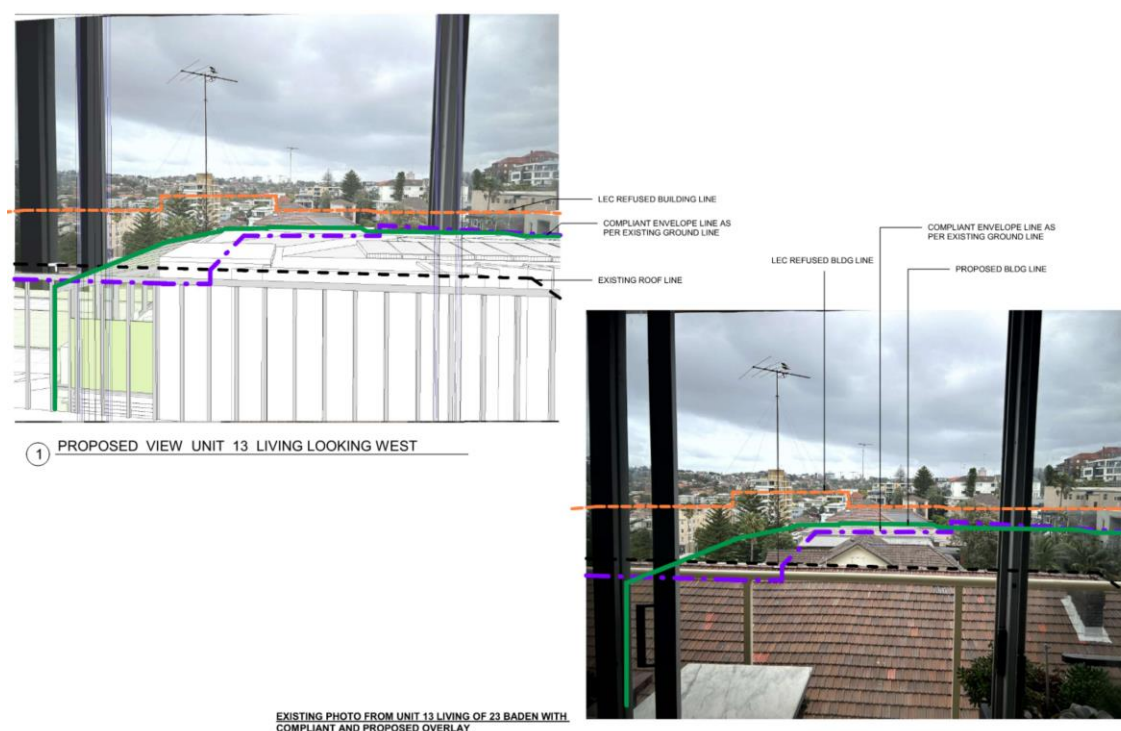 LEC REFUSED BUILDING LINE
COMPLIANT ENVELOPE LINE AS
PER EXISTING GROUND LINE
EXISTING ROOF LINE
1 PROPOSED VIEW UNIT 13 LIVING LOOKING WEST
COMPLIANT ENVELOPE LINE AS
PER EXISTING GROUND LINE
LEC REFUSED BLDG LINE
PROPOSED BLDG LINE
EXISTING PHOTO FROM UNIT 13 LIVING OF 23 BADEN WITH
COMPLIANT AND PROPOSED OVERLAY